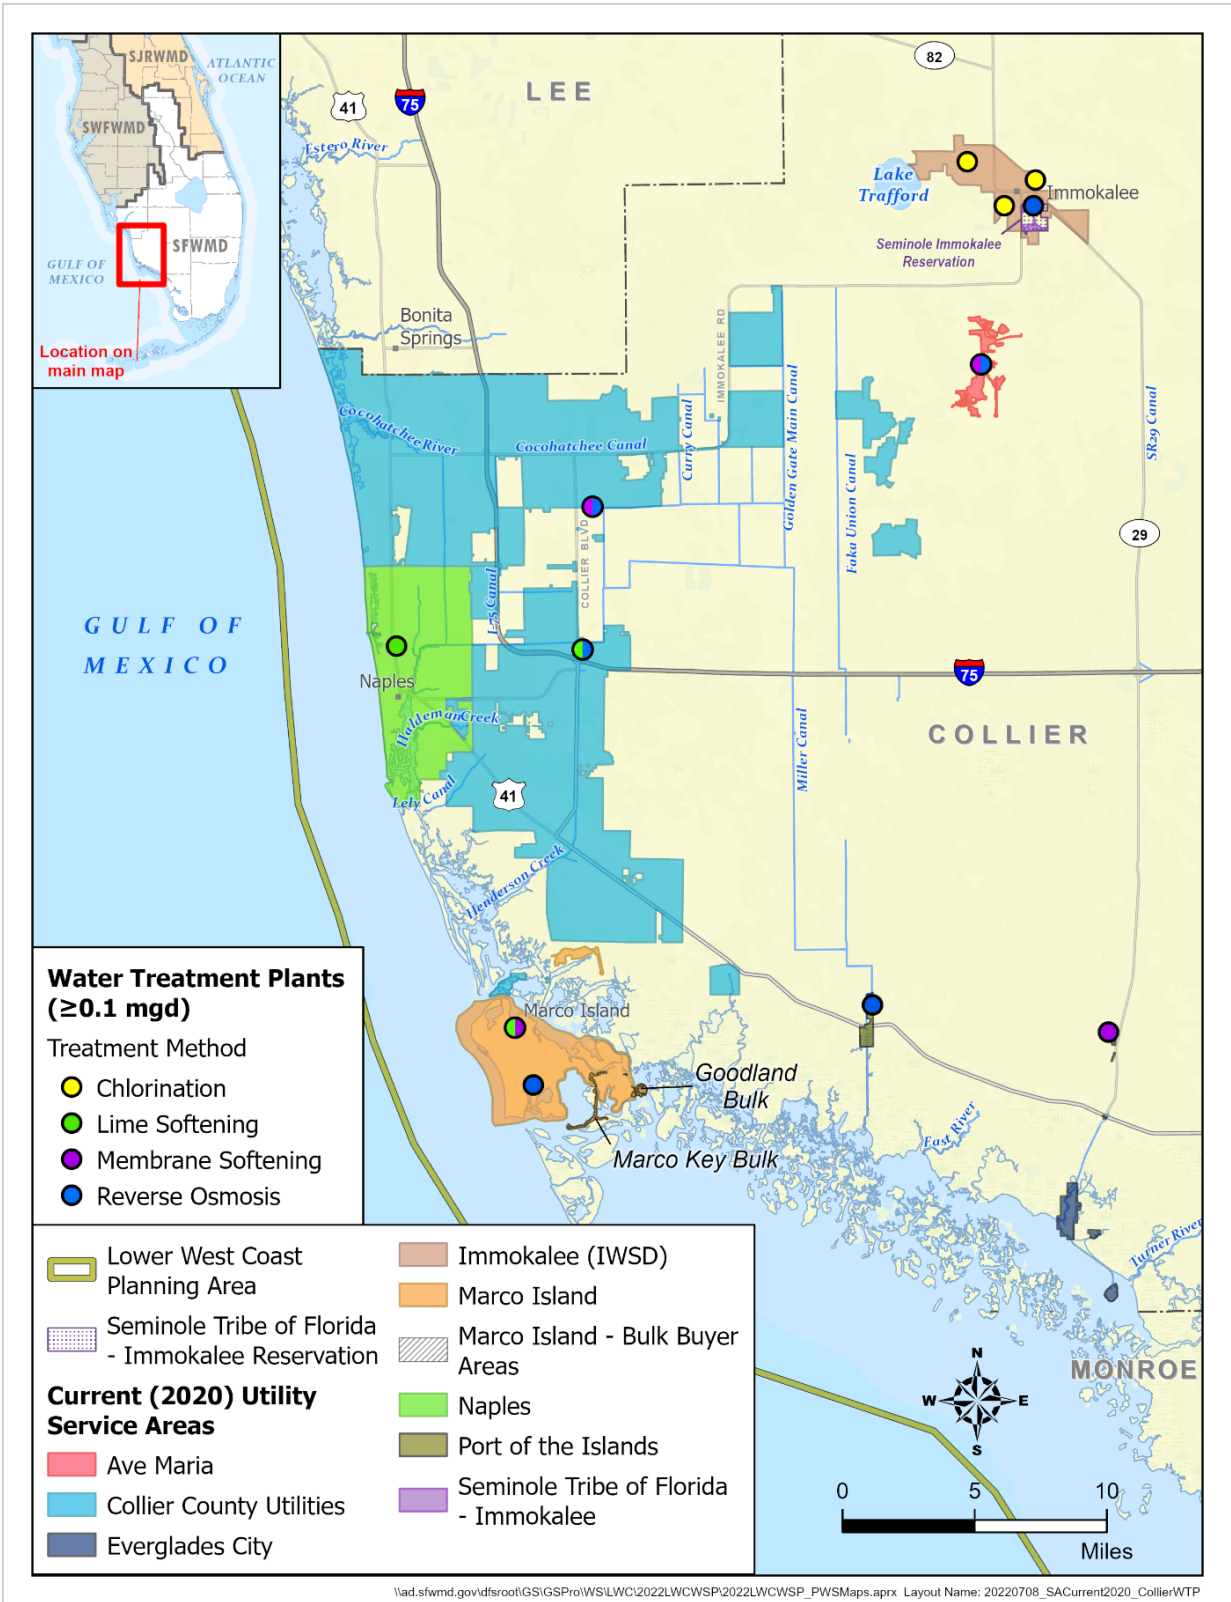 SJRWMD
ATLANTIC
OCEAN
SWFWMD
SFWMD
GULF OF
MEXICO
Location on
main map
41
75
LEE
82
Estero River
Lake
Trafford
Immokalee
Seminole Immokalee
Reservation
Bonita
Springs
IMMOKALEE RD
Cocohatchee River
Cocohatchee Canal
Curry Canal
Golden Gate Main Canal
Faka Union Canal
SR29 Canal
29
COLLIER BLVD
I-75 Canal
GULF OF
MEXICO
Naples
75
COLLIER
Haldeman Creek
Miller Canal
41
Lely Canal
Henderson Creek
Marco Island
Goodland
Bulk
Marco Key Bulk
East River
Turner River
MONROE
Water Treatment Plants
(≥0.1 mgd)
Treatment Method
Chlorination
Lime Softening
Membrane Softening
Reverse Osmosis
Lower West Coast
Planning Area
Seminole Tribe of Florida
- Immokalee Reservation
Current (2020) Utility
Service Areas
Ave Maria
Collier County Utilities
Everglades City
Immokalee (IWSD)
Marco Island
Marco Island - Bulk Buyer
Areas
Naples
Port of the Islands
Seminole Tribe of Florida
- Immokalee
N
W E
S
0 5 10
Miles
\\ad.sfwmd.gov\dfsroot\GS\GSPro\WS\LWC\2022LWCWSP\2022LWCWSP_PWSMaps.aprx Layout Name: 20220708_SACurrent2020_CollierWTP